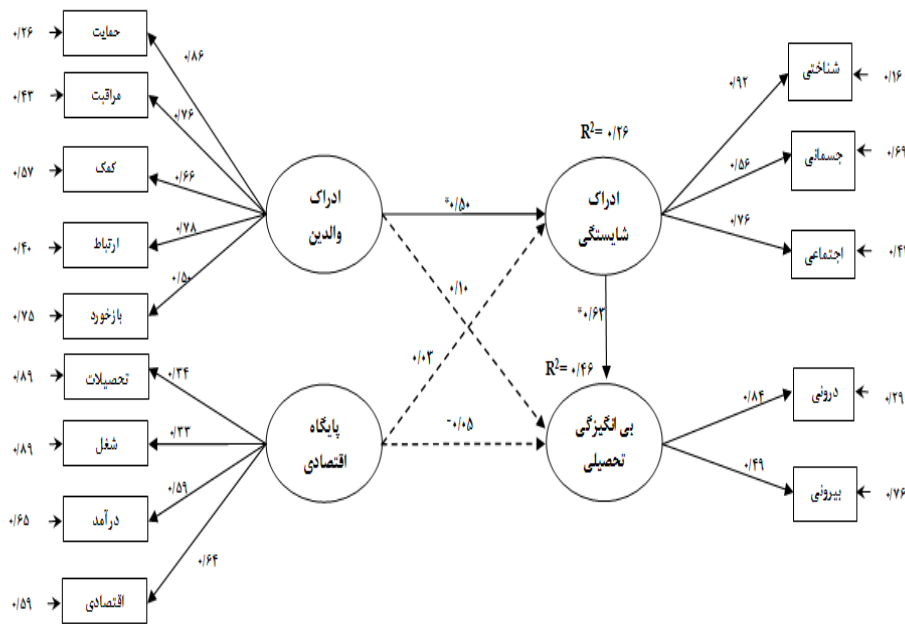 ۰/۲۶
حمایت
۰/۸۶
۰/۴۳
مراقبت
۰/۷۶
۰/۵۷
کمک
۰/۶۶
۰/۴۰
ارتباط
۰/۷۸
۰/۷۵
بازخورد
۰/۵۰
ادراک
والدین
۰/۸۹
تحصیلات
۰/۳۴
۰/۸۹
شغل
۰/۳۳
۰/۶۵
درآمد
۰/۵۹
۰/۵۹
اقتصادی
۰/۶۴
پایگاه
اقتصادی
*۰/۵۰
۰/۱۰
۰/۰۳
-۰/۰۵
R²= ۰/۲۶
ادراک
شایستگی
*۰/۶۳
R²= ۰/۴۶
بی انگیزگی
تحصیلی
۰/۹۲
شناختی
۰/۱۶
۰/۵۶
جسمانی
۰/۶۹
۰/۷۶
اجتماعی
۰/۸۴
درونی
۰/۲۹
۰/۴۹
بیرونی
۰/۷۶